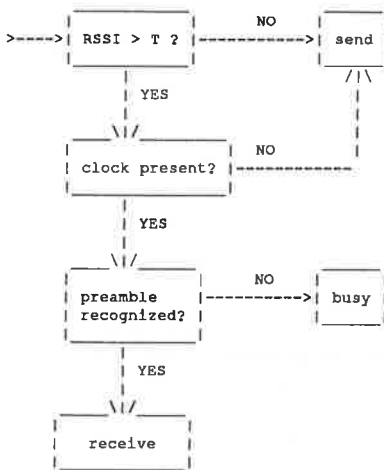 RSSI > T ?
NO
send
YES
clock present?
NO
YES
preamble
recognized?
NO
busy
YES
receive